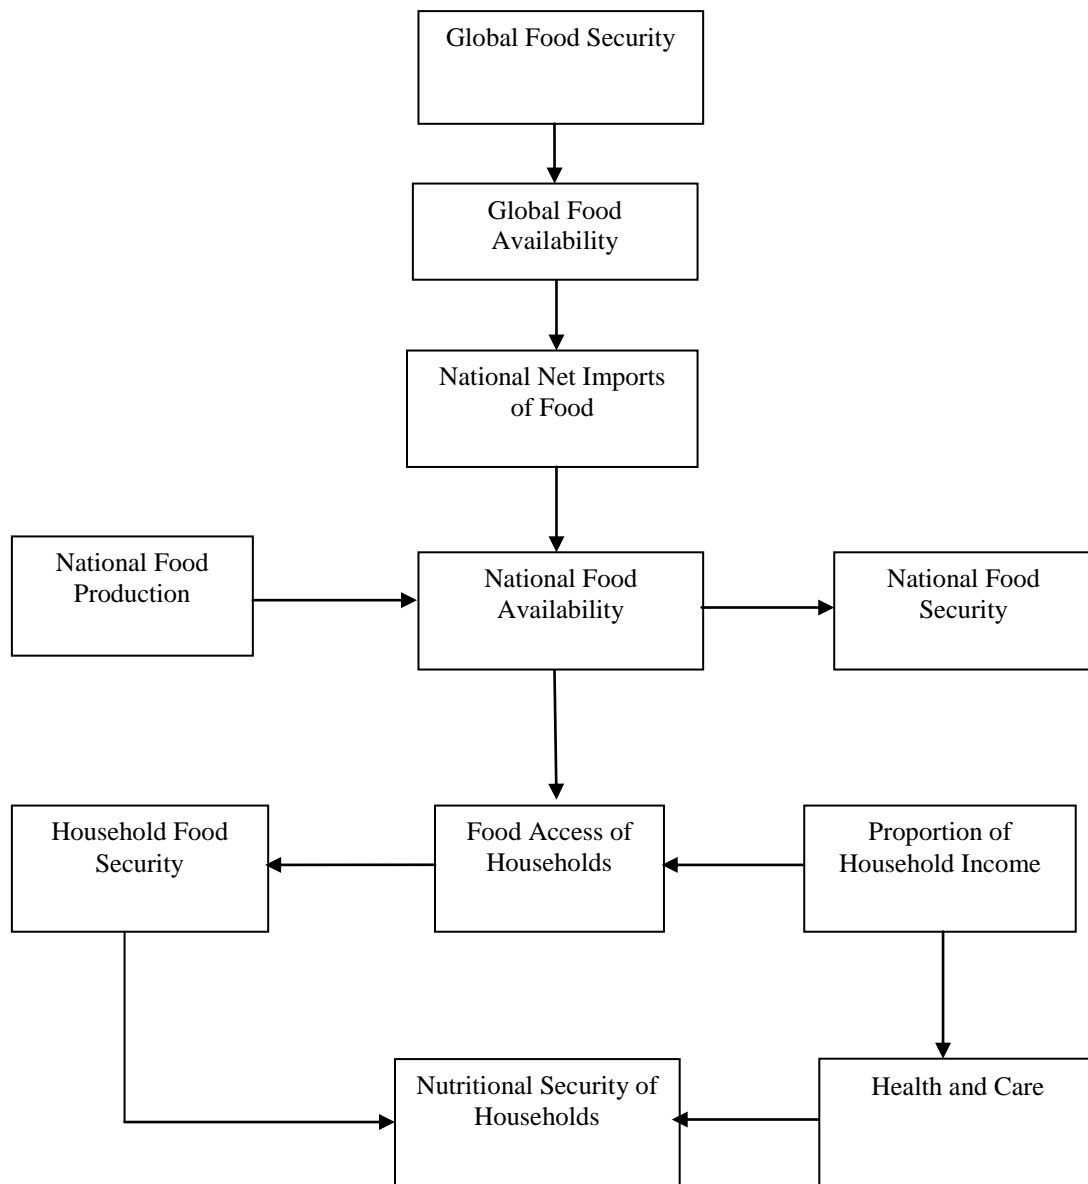 Global Food Security
Global Food
Availability
National Net Imports
of Food
National Food
Production
National Food
Availability
National Food
Security
Household Food
Security
Food Access of
Households
Proportion of
Household Income
Nutritional Security of
Households
Health and Care